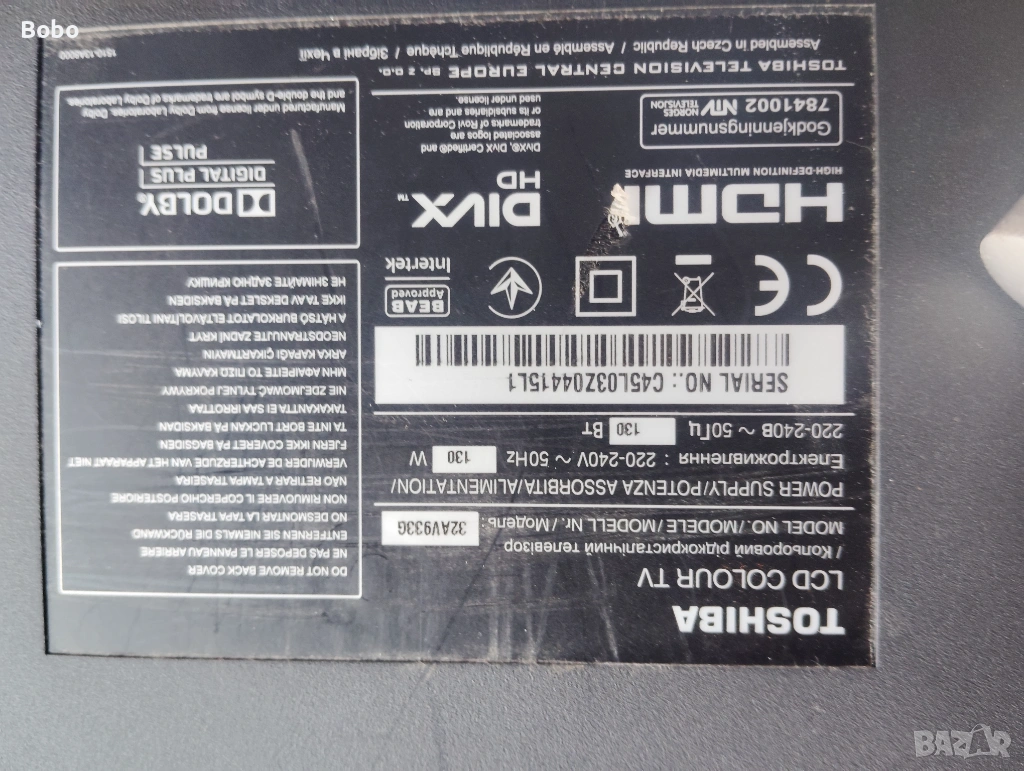 Bobo
TOSHIBA
LCD COLOUR TV
/ Кольоровий рідкокристалічний телевізор
MODEL NO. / MODELE / MODELL Nr. / Модель: 32AV933G
POWER SUPPLY/POTENZA ASSORBITA/ALIMENTATION/
Електроживлення : 220-240V ~ 50Hz 130 W
220-240В ~ 50Гц 130 Вт
SERIAL NO.: C45L03Z04415L1
BEAB
Approved
Intertek
HDMI
HIGH-DEFINITION MULTIMEDIA INTERFACE
DIVX™
HD
Godkjenningsnummer
7841002 NTV NORGES TELEVISION
DivX®, DivX Certified® and
associated logos are
trademarks of Rovi Corporation
or its subsidiaries and are
used under license.
TOSHIBA TELEVISION CENTRAL EUROPE sp. z o.o.
Assembled in Czech Republic / Assemblé en République Tchèque / Зібрані в Чехії
DO NOT REMOVE BACK COVER
NE PAS DEPOSER LE PANNEAU ARRIERE
ENTFERNEN SIE NIEMALS DIE RÜCKWAND
NO DESMONTAR LA TAPA TRASERA
NON RIMUOVERE IL COPERCHIO POSTERIORE
NÃO RETIRAR A TAMPA TRASEIRA
VERWIJDER DE ACHTERZIJDE VAN HET APPARAAT NIET
FJERN IKKE COVERET PÅ BAGSIDEN
TA INTE BORT LUCKAN PÅ BAKSIDAN
TAKAKANTTA EI SAA IRROTTAA
NIE ZDEJMOWAĆ TYLNEJ POKRYWY
ΜΗΝ ΑΦΑΙΡΕΙΤΕ ΤΟ ΠΙΣΩ ΚΑΛΥΜΜΑ
ARKA KAPAĞI ÇIKARTMAYIN
NEODSTRANUJTE ZADNÍ KRYT
A HÁTSÓ BURKOLATOT ELTÁVOLÍTANI TILOS!
IKKE TA AV DEKSLET PÅ BAKSIDEN
НЕ ЗНІМАЙТЕ ЗАДНЮ КРИШКУ
DOLBY
DIGITAL PLUS
PULSE
Manufactured under license from Dolby Laboratories. Dolby
and the double-D symbol are trademarks of Dolby Laboratories.
BAZAR